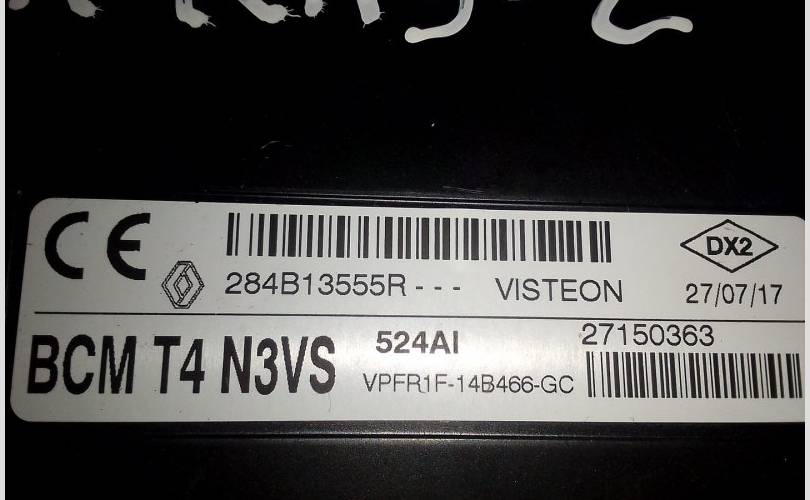 CE 284B13555R - - - VISTEON DX2 27/07/17
BCM T4 N3VS 524AI 27150363
VPFR1F-14B466-GC